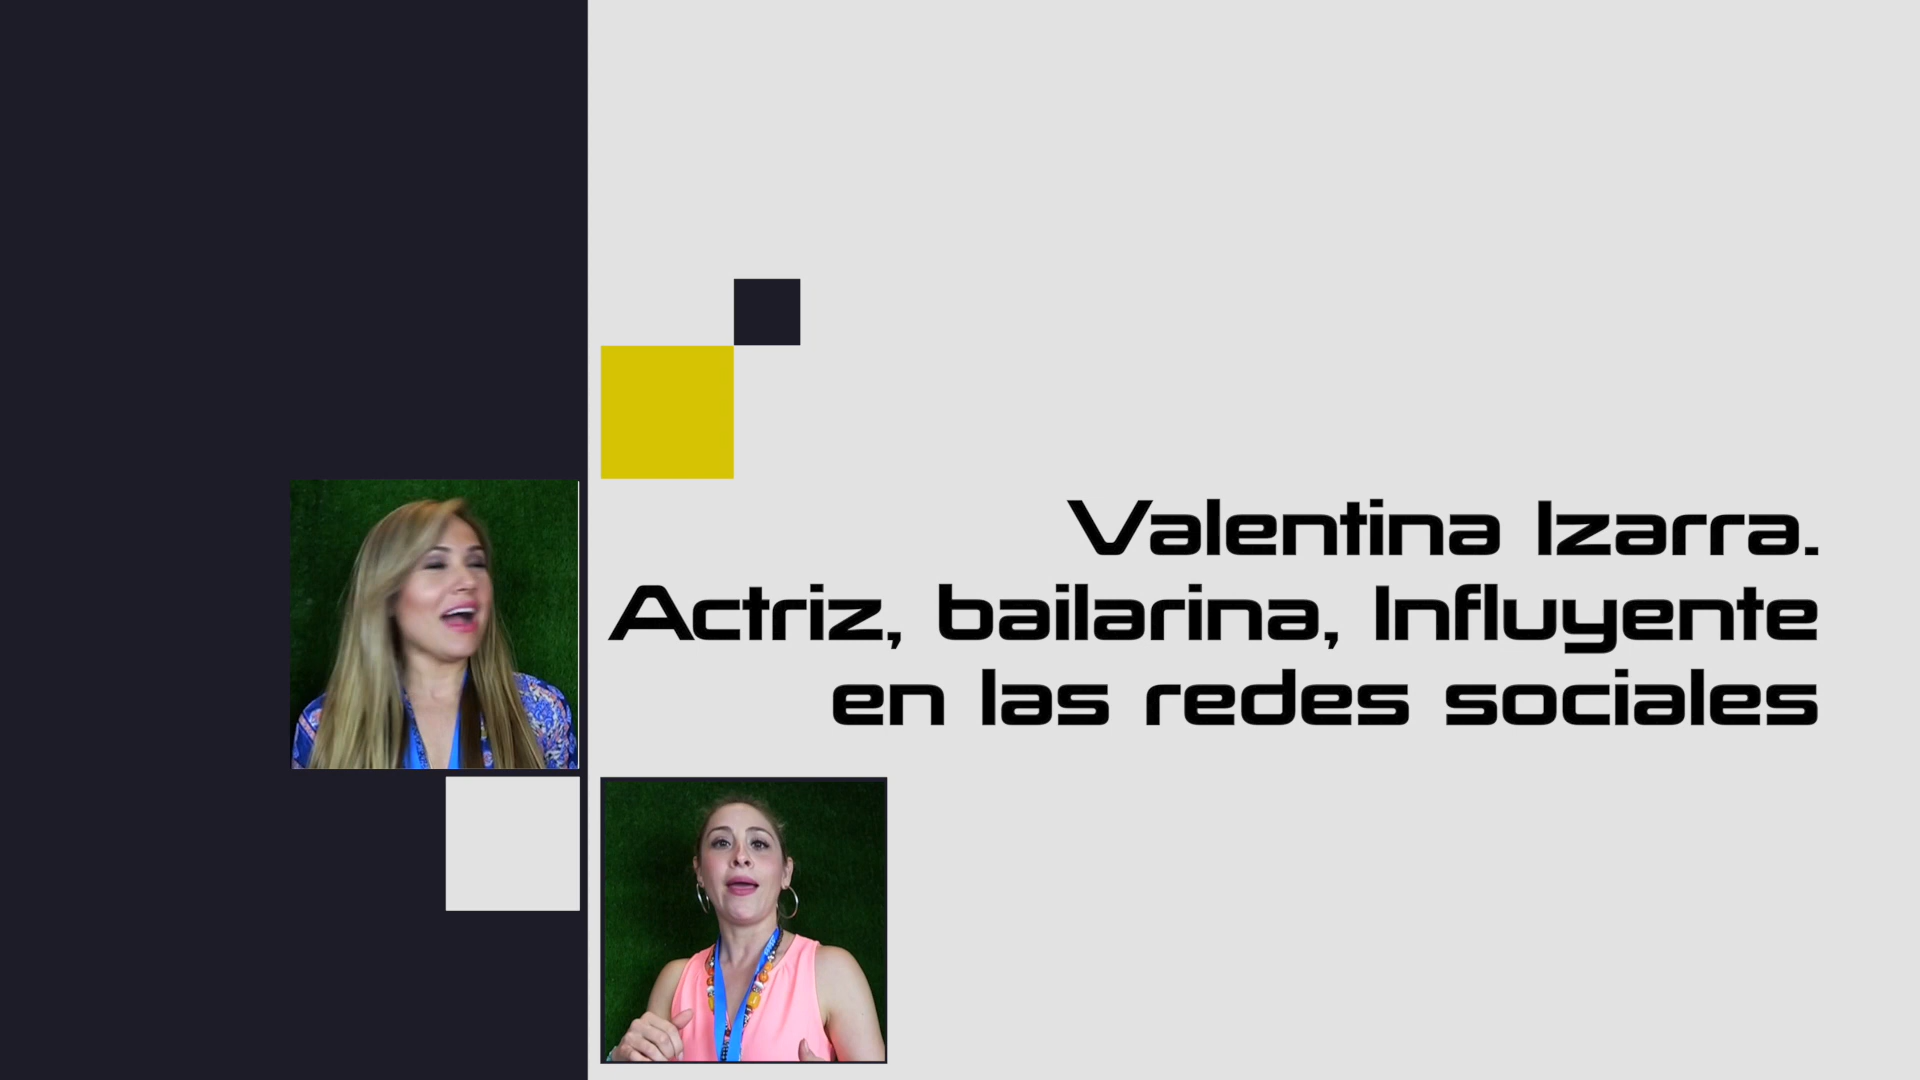 Valentina Izarra.
Actriz, bailarina, Influyente
en las redes sociales